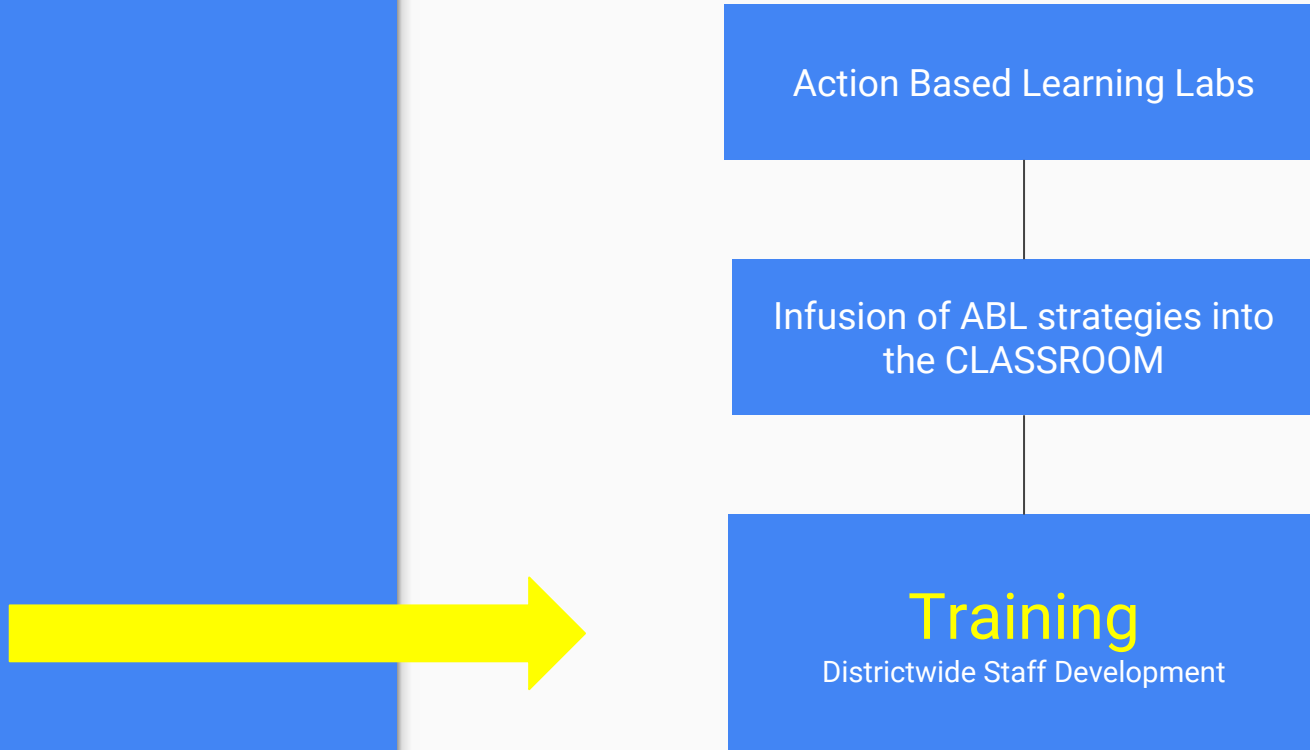 Action Based Learning Labs
Infusion of ABL strategies into
the CLASSROOM
Training
Districtwide Staff Development